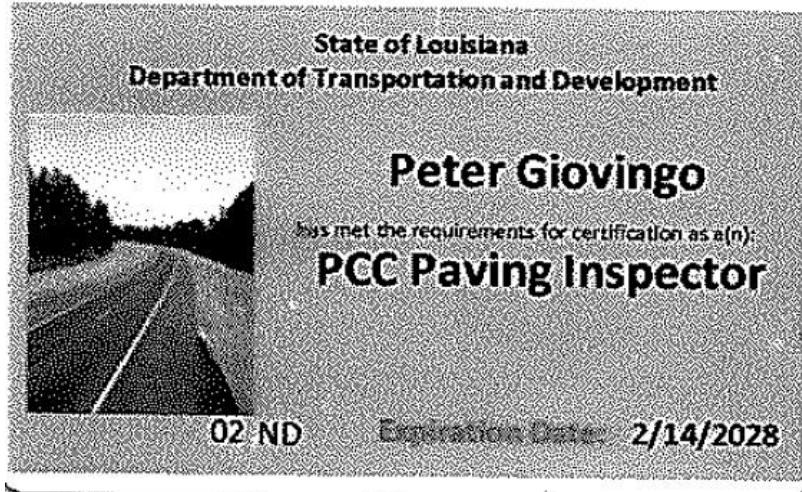 State of Louisiana
Department of Transportation and Development
Peter Giovingo
has met the requirements for certification as a(n):
PCC Paving Inspector
02 ND
Expiration Date: 2/14/2028